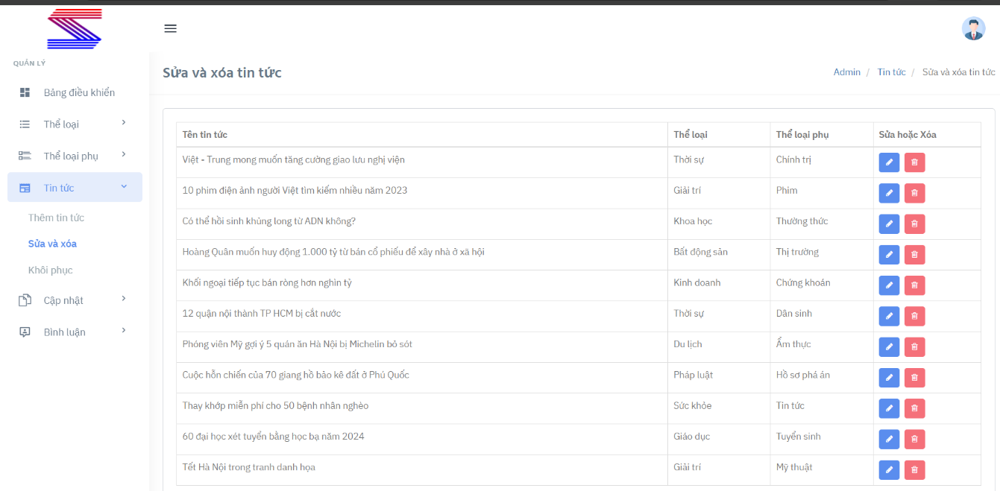 QUẢN LÝ
Bảng điều khiển
Thể loại
Thể loại phụ
Tin tức
Thêm tin tức
Sửa và xóa
Khôi phục
Cập nhật
Bình luận
Sửa và xóa tin tức
Admin / Tin tức / Sửa và xóa tin tức
Tên tin tức Thể loại Thể loại phụ Sửa hoặc Xóa
Việt - Trung mong muốn tăng cường giao lưu nghị viện Thời sự Chính trị
10 phim điện ảnh người Việt tìm kiếm nhiều năm 2023 Giải trí Phim
Có thể hồi sinh khủng long từ ADN không? Khoa học Thường thức
Hoàng Quân muốn huy động 1.000 tỷ từ bán cổ phiếu để xây nhà ở xã hội Bất động sản Thị trường
Khối ngoại tiếp tục bán ròng hơn nghìn tỷ Kinh doanh Chứng khoán
12 quận nội thành TP HCM bị cắt nước Thời sự Dân sinh
Phóng viên Mỹ gợi ý 5 quán ăn Hà Nội bị Michelin bỏ sót Du lịch Ẩm thực
Cuộc hỗn chiến của 70 giang hồ bảo kê đất ở Phú Quốc Pháp luật Hồ sơ phá án
Thay khớp miễn phí cho 50 bệnh nhân nghèo Sức khỏe Tin tức
60 đại học xét tuyển bằng học bạ năm 2024 Giáo dục Tuyển sinh
Tết Hà Nội trong tranh danh họa Giải trí Mỹ thuật